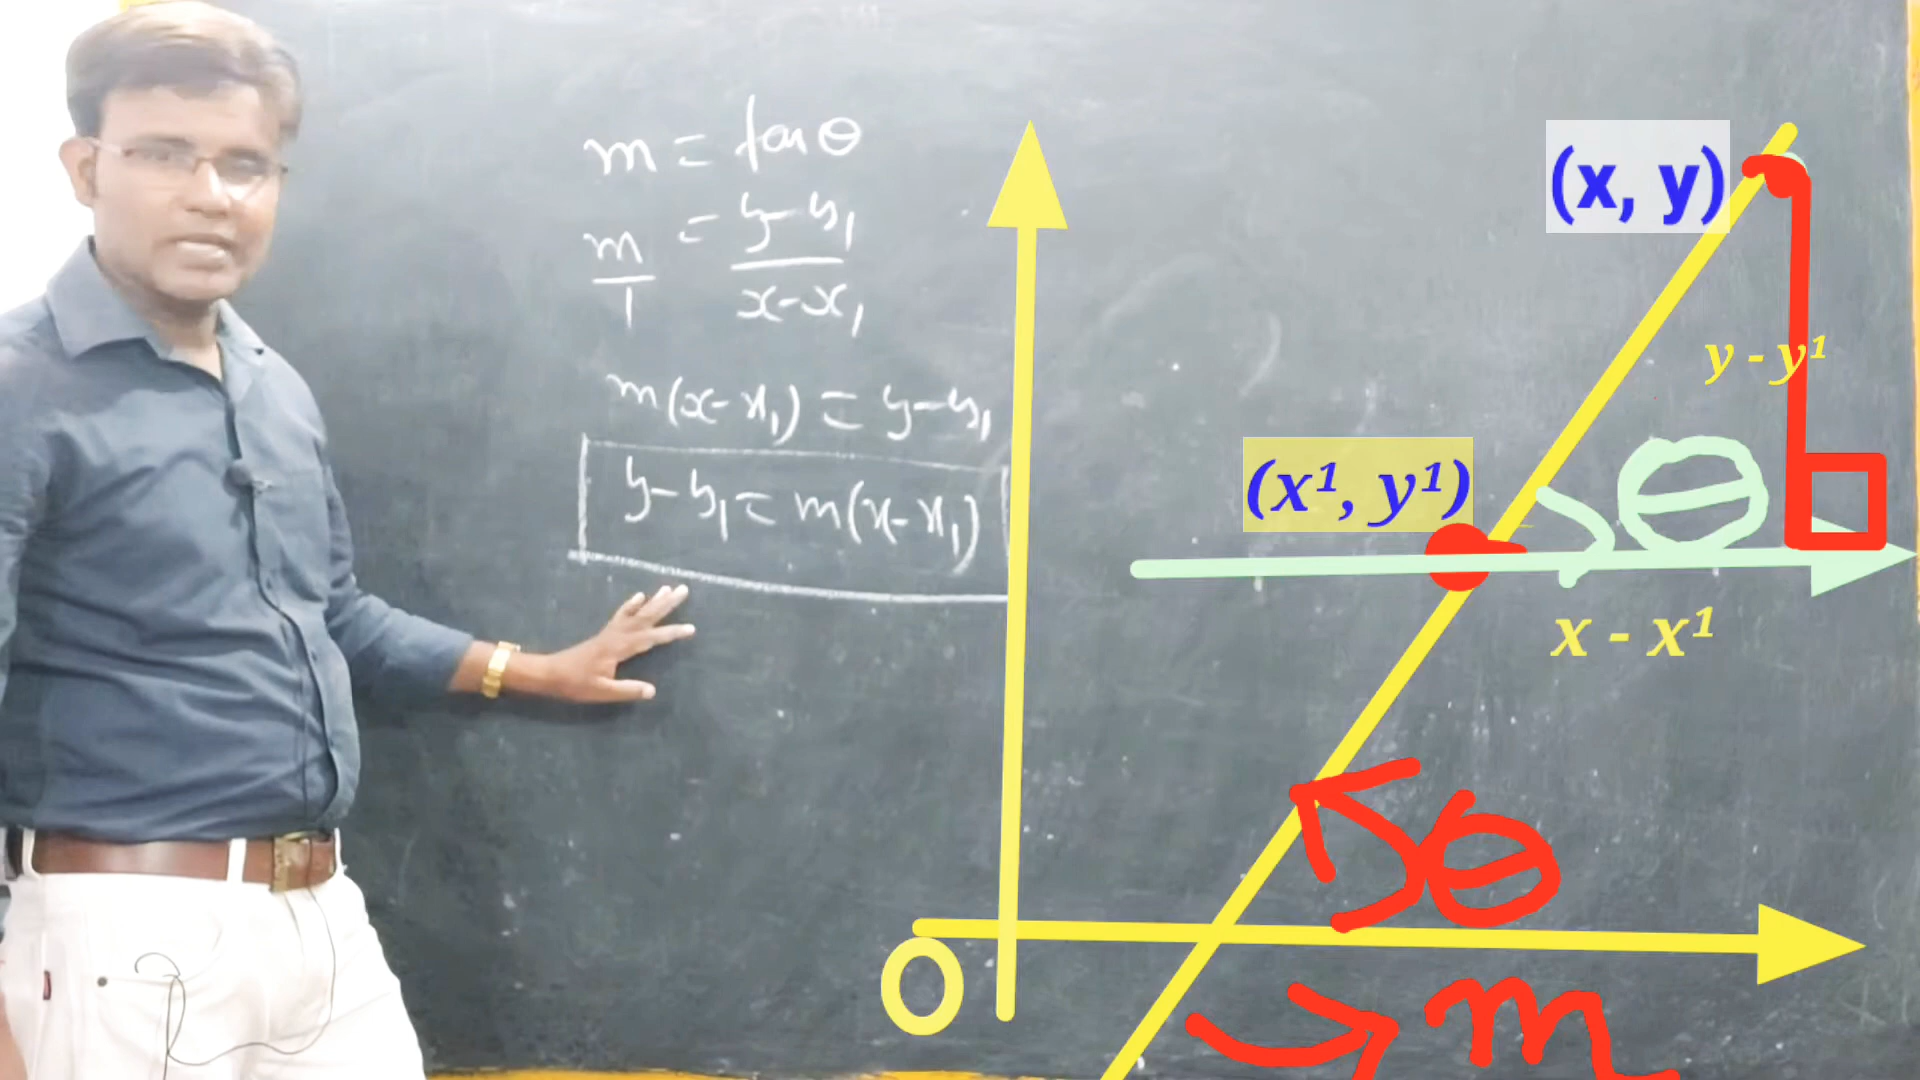 m = tan θ
m/1 = y-y₁/x-x₁
m(x-x₁) = y-y₁
y-y₁ = m(x-x₁)
(x, y)
y - y¹
(x¹, y¹)
θ
x - x¹
θ
O
m